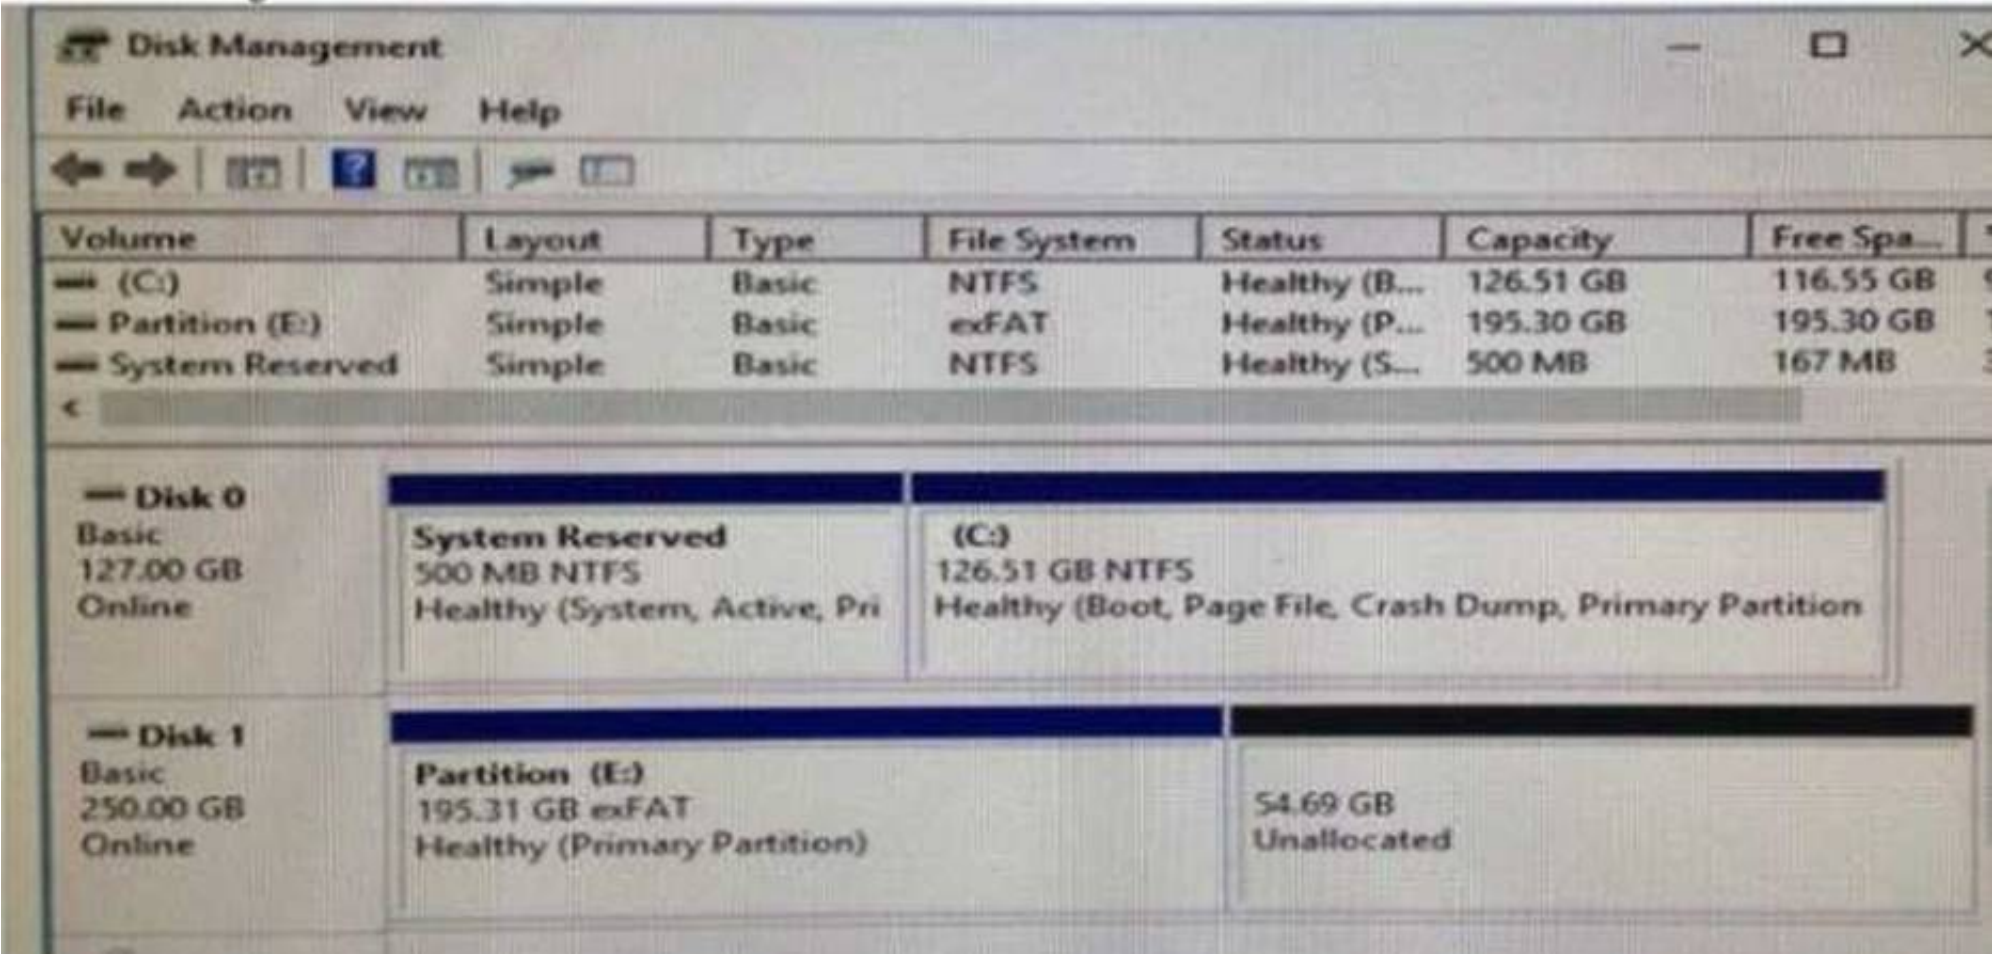 Disk Management
File Action View Help
Volume Layout Type File System Status Capacity Free Spa...
(C:) Simple Basic NTFS Healthy (B... 126.51 GB 116.55 GB
Partition (E:) Simple Basic exFAT Healthy (P... 195.30 GB 195.30 GB
System Reserved Simple Basic NTFS Healthy (S... 500 MB 167 MB
Disk 0
Basic
127.00 GB
Online
System Reserved
500 MB NTFS
Healthy (System, Active, Pri
(C:)
126.51 GB NTFS
Healthy (Boot, Page File, Crash Dump, Primary Partition
Disk 1
Basic
250.00 GB
Online
Partition (E:)
195.31 GB exFAT
Healthy (Primary Partition)
54.69 GB
Unallocated